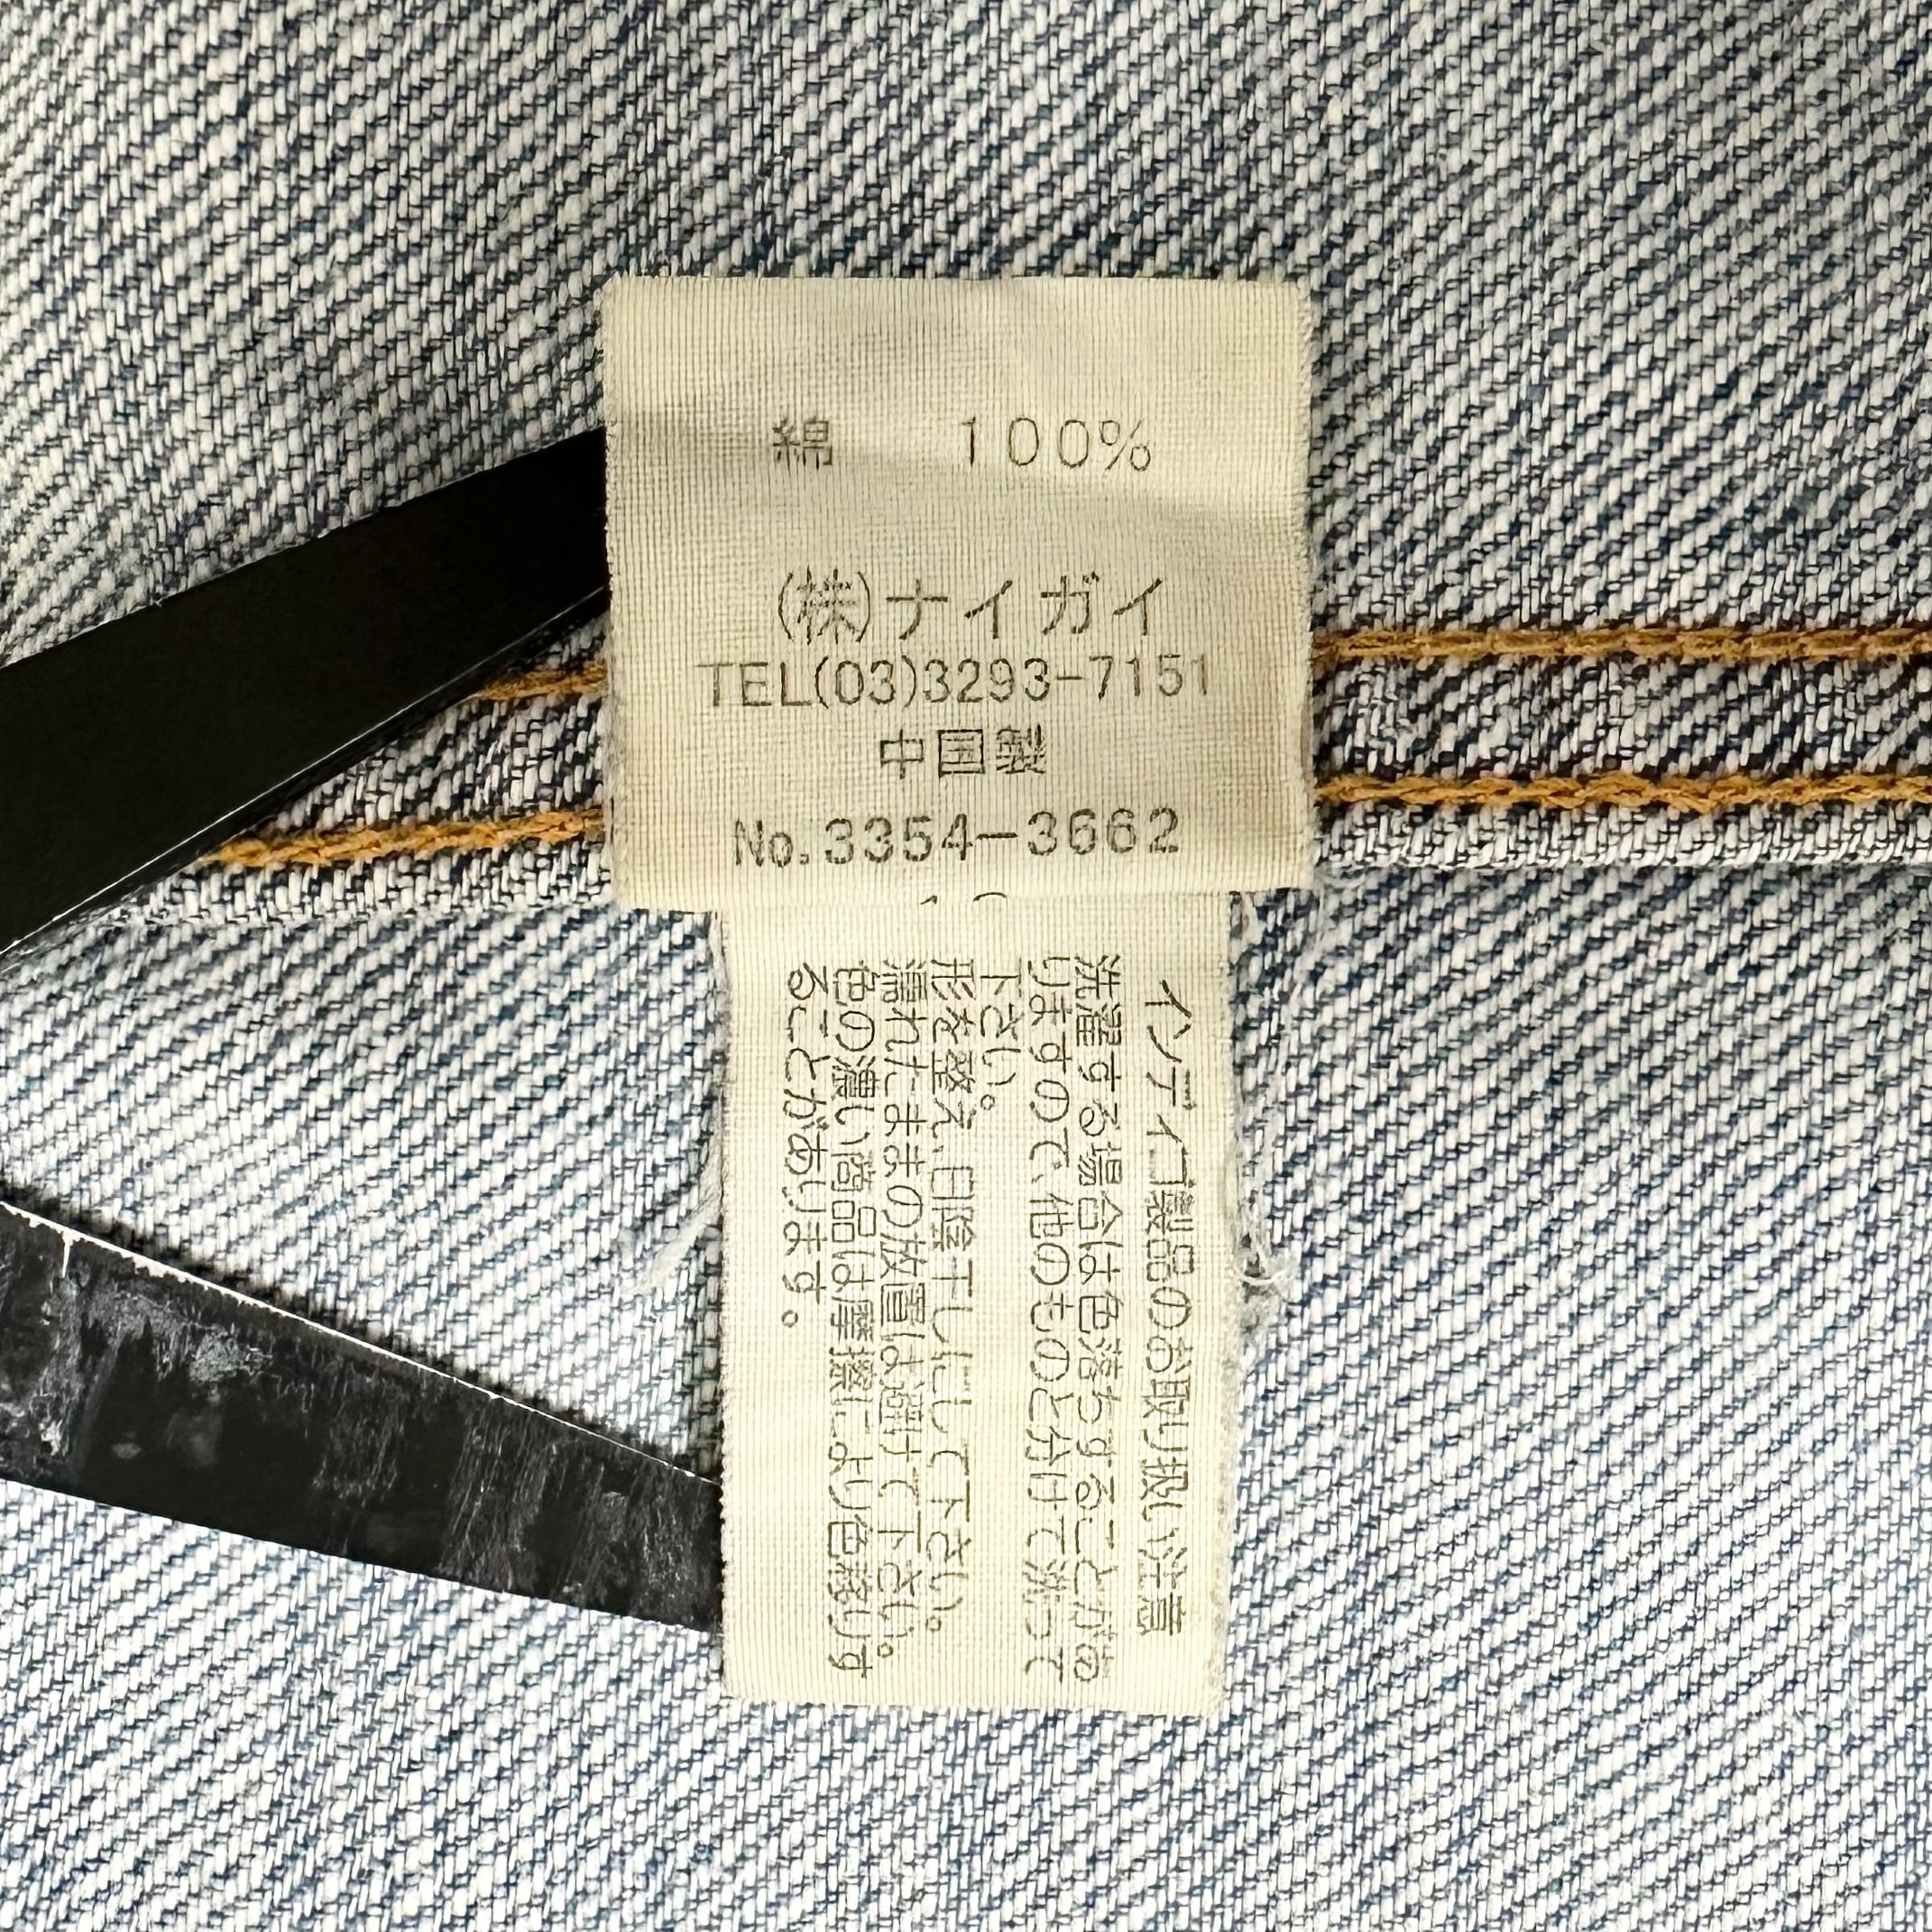 綿 100%
(株)ナイガイ
TEL(03)3293-7151
中国製
No.3354-3662
インディゴ製品のお取り扱い注意
洗濯する場合は色落ちすることがあ
りますので、他のものと分けて洗って
下さい。
形を整え、日陰干しにして下さい。
濡れたままの放置はお避けて下さい。
色の濃い商品は摩擦により色移りす
ることがあります。